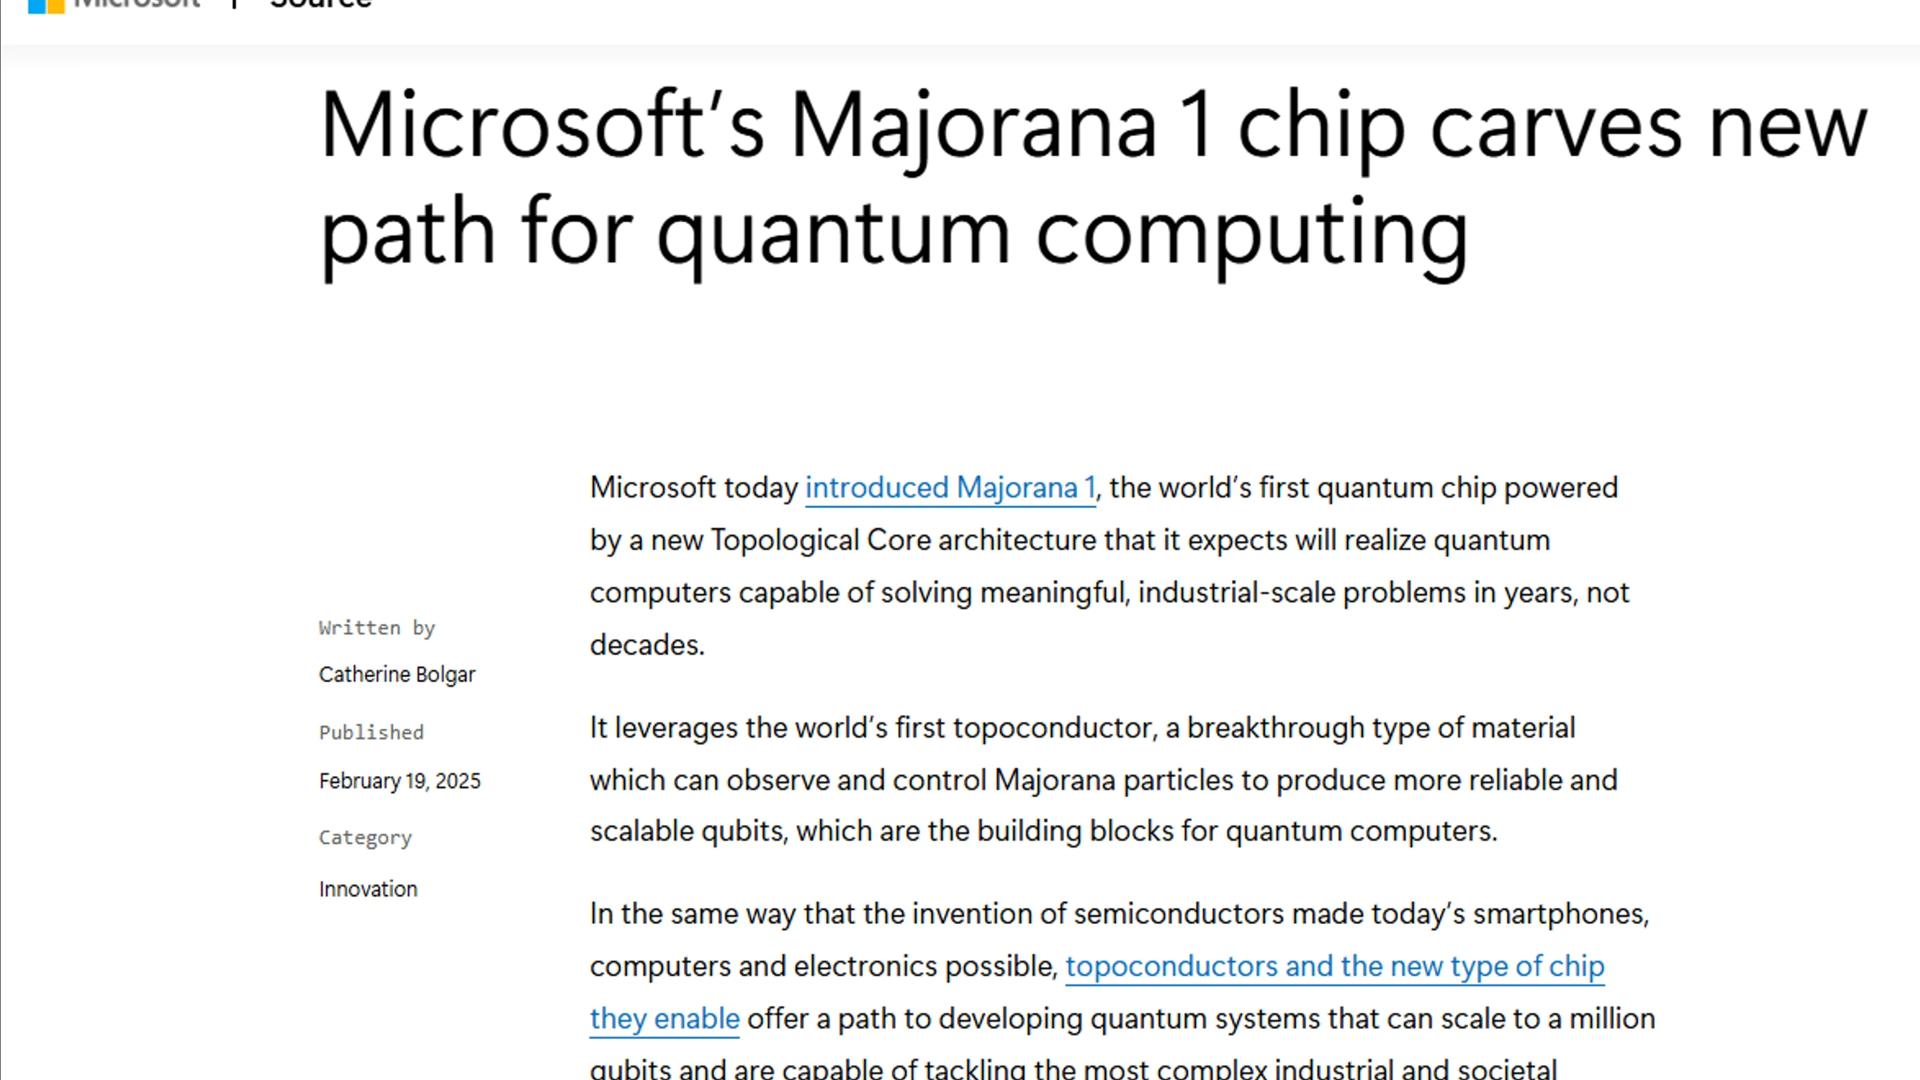 Microsoft | Source
Microsoft’s Majorana 1 chip carves new
path for quantum computing
Written by
Catherine Bolgar
Published
February 19, 2025
Category
Innovation
Microsoft today introduced Majorana 1, the world’s first quantum chip powered
by a new Topological Core architecture that it expects will realize quantum
computers capable of solving meaningful, industrial-scale problems in years, not
decades.
It leverages the world’s first topoconductor, a breakthrough type of material
which can observe and control Majorana particles to produce more reliable and
scalable qubits, which are the building blocks for quantum computers.
In the same way that the invention of semiconductors made today’s smartphones,
computers and electronics possible, topoconductors and the new type of chip
they enable offer a path to developing quantum systems that can scale to a million
qubits and are capable of tackling the most complex industrial and societal